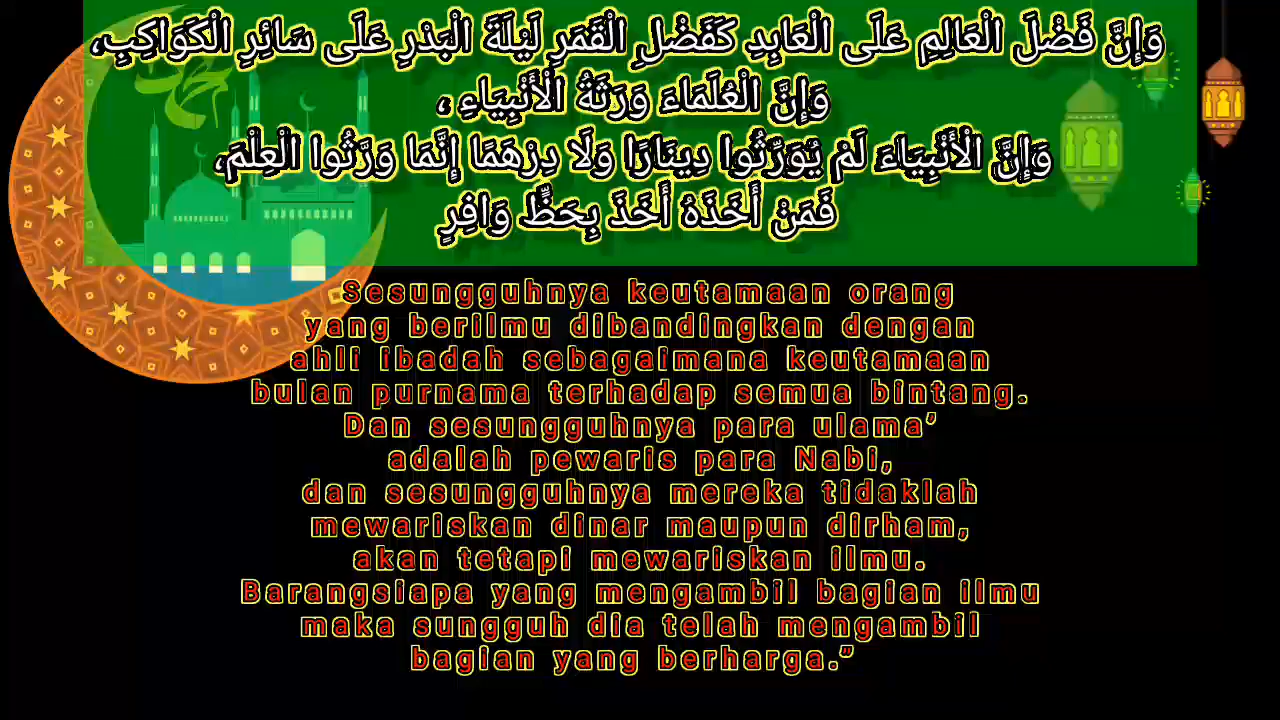 وَإِنَّ فَضْلَ الْعَالِمِ عَلَى الْعَابِدِ كَفَضْلِ الْقَمَرِ لَيْلَةَ الْبَدْرِ عَلَى سَائِرِ الْكَوَاكِبِ،
وَإِنَّ الْعُلَمَاءَ وَرَثَةُ الْأَنْبِيَاءِ ،
وَإِنَّ الْأَنْبِيَاءَ لَمْ يُوَرِّثُوا دِينَارًا وَلَا دِرْهَمًا إِنَّمَا وَرَّثُوا الْعِلْمَ،
فَمَنْ أَخَذَهُ أَخَذَ بِحَظٍّ وَافِرٍ
Sesungguhnya keutamaan orang
yang berilmu dibandingkan dengan
ahli ibadah sebagaimana keutamaan
bulan purnama terhadap semua bintang.
Dan sesungguhnya para ulama’
adalah pewaris para Nabi,
dan sesungguhnya mereka tidaklah
mewariskan dinar maupun dirham,
akan tetapi mewariskan ilmu.
Barangsiapa yang mengambil bagian ilmu
maka sungguh dia telah mengambil
bagian yang berharga.”